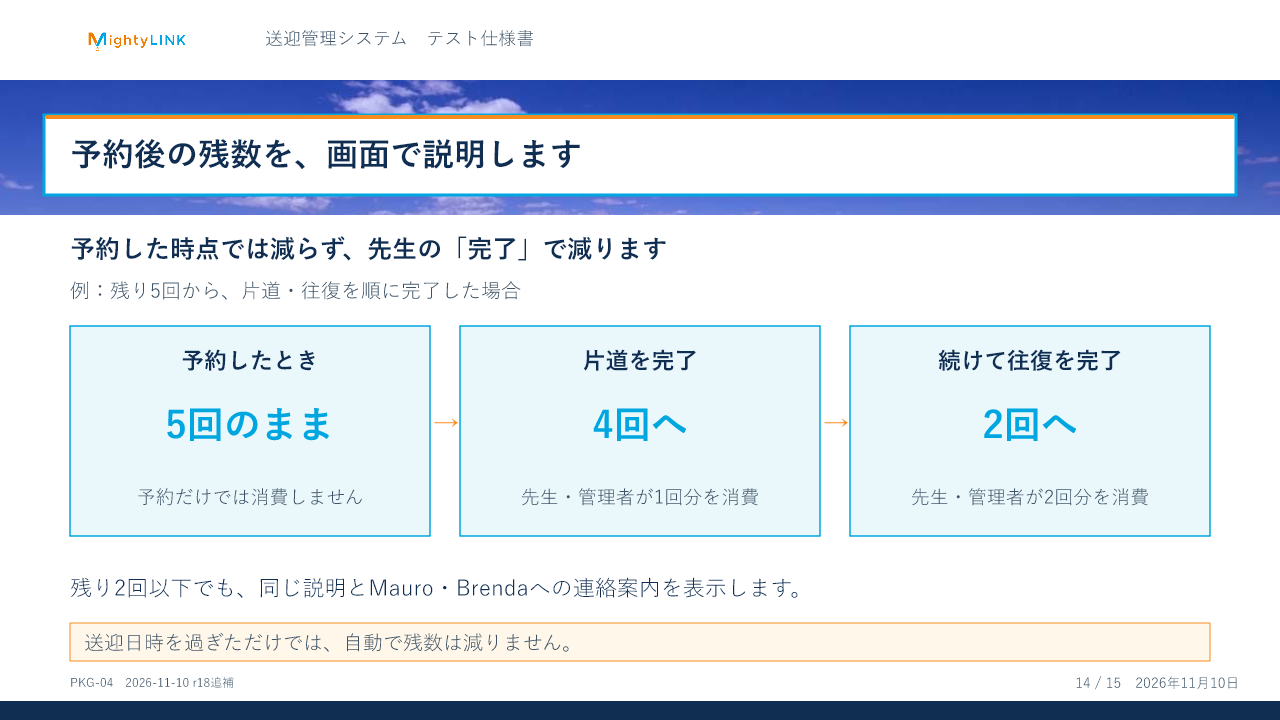 MightyLINK
送迎管理システム　テスト仕様書
予約後の残数を、画面で説明します
予約した時点では減らず、先生の「完了」で減ります
例：残り5回から、片道・往復を順に完了した場合
予約したとき
5回のまま
予約だけでは消費しません
→
片道を完了
4回へ
先生・管理者が1回分を消費
→
続けて往復を完了
2回へ
先生・管理者が2回分を消費
残り2回以下でも、同じ説明とMauro・Brendaへの連絡案内を表示します。
送迎日時を過ぎただけでは、自動で残数は減りません。
PKG-04　2026-11-10 r18追補
14 / 15　2026年11月10日